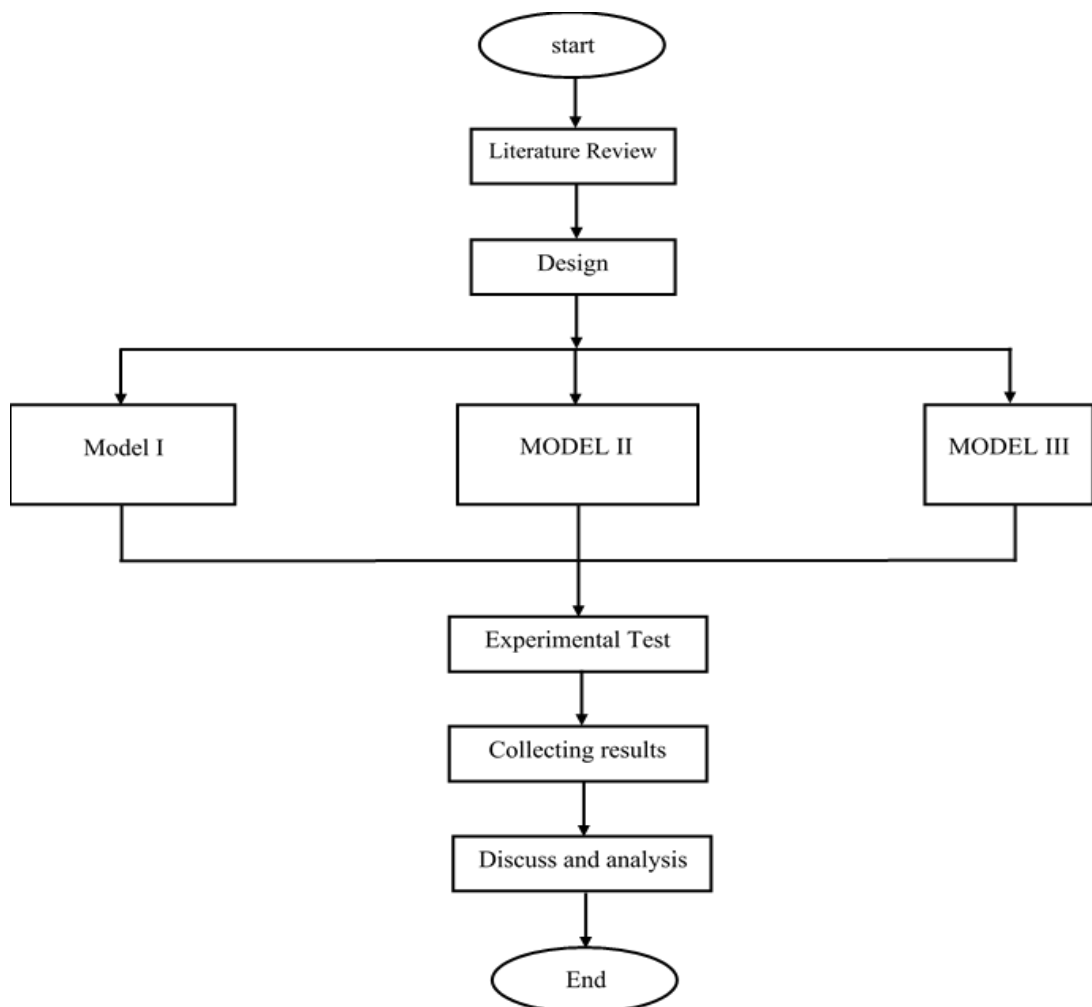 start
Literature Review
Design
Model I
MODEL II
MODEL III
Experimental Test
Collecting results
Discuss and analysis
End